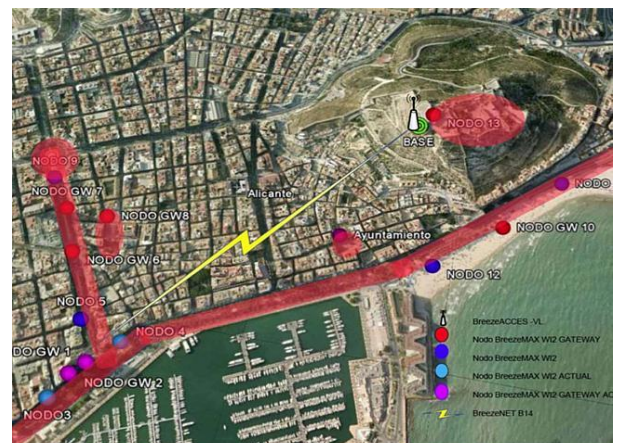 NODO 13
BASE
NODO 9
NODO GW 7
NODO
Alicante
NODO GW8
Ayuntamiento
NODO GW 10
NODO GW 6
NODO 12
NODO 5
NODO 4
DO GW 1
NODO GW 2
NODO3
BreezeACCES -VL
Nodo BreezeMAX WI2 GATEWAY
Nodo BreezeMAX WI2
Nodo BreezeMAX WI2 ACTUAL
Nodo BreezeMAX WI2 GATEWAY AC
BreezeNET B14